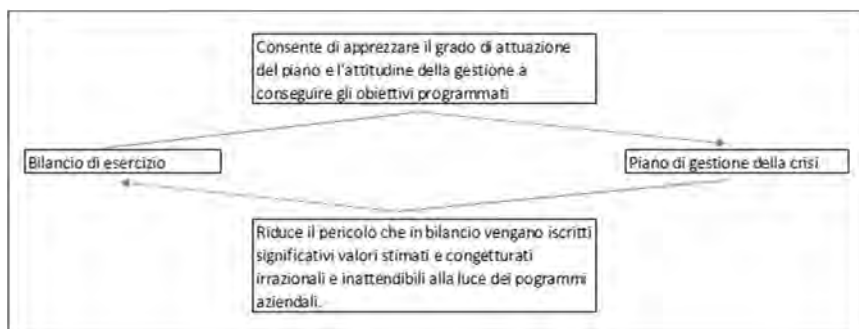 Consente di apprezzare il grado di attuazione
del piano e l'attitudine della gestione a
conseguire gli obiettivi programmati
Bilancio di esercizio
Piano di gestione della crisi
Riduce il pericolo che in bilancio vengano iscritti
significativi valori stimati e congetturati
irrazionali e inattendibili alla luce dei pogrammi
aziendali.